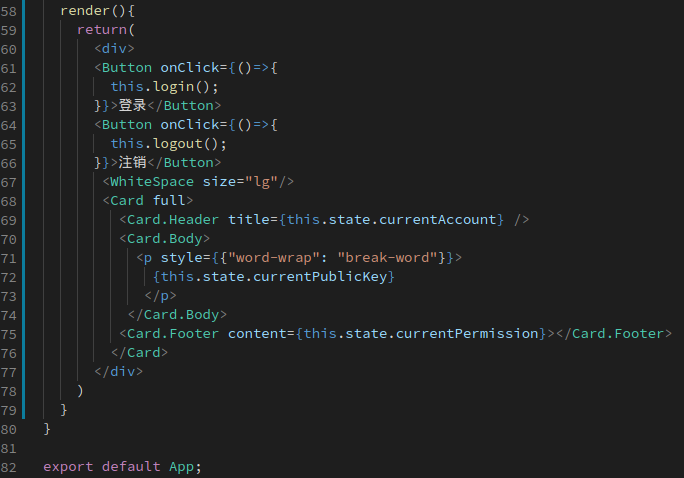 58 render(){
59 return(
60 <div>
61 <Button onClick={()=>{
62 this.login();
63 }}>登录</Button>
64 <Button onClick={()=>{
65 this.logout();
66 }}>注销</Button>
67 <WhiteSpace size="lg"/>
68 <Card full>
69 <Card.Header title={this.state.currentAccount} />
70 <Card.Body>
71 <p style={{"word-wrap": "break-word"}}>
72 {this.state.currentPublicKey}
73 </p>
74 </Card.Body>
75 <Card.Footer content={this.state.currentPermission}></Card.Footer>
76 </Card>
77 </div>
78 )
79 }
80 }
81
82 export default App;